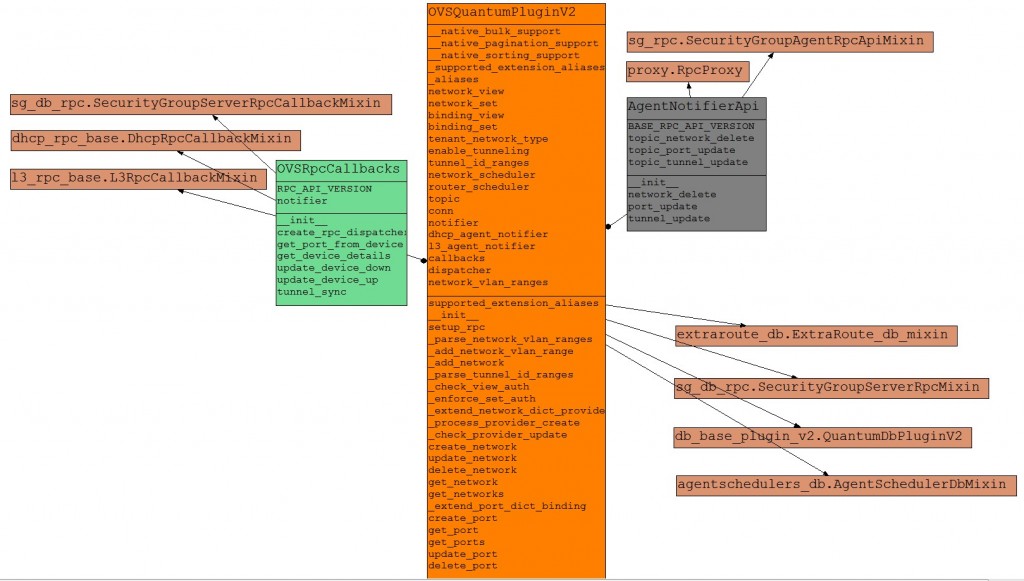 OVSQuantumPluginV2
__native_bulk_support
__native_pagination_support
__native_sorting_support
_supported_extension_aliases
_aliases
network_view
network_set
binding_view
binding_set
tenant_network_type
enable_tunneling
tunnel_id_ranges
network_scheduler
router_scheduler
topic
conn
notifier
dhcp_agent_notifier
l3_agent_notifier
callbacks
dispatcher
network_vlan_ranges
supported_extension_aliases
__init__
setup_rpc
_parse_network_vlan_ranges
_add_network_vlan_range
_add_network
_parse_tunnel_id_ranges
_check_view_auth
_enforce_set_auth
_extend_network_dict_provide
_process_provider_create
_check_provider_update
create_network
update_network
delete_network
get_network
get_networks
_extend_port_dict_binding
create_port
get_port
get_ports
update_port
delete_port
sg_db_rpc.SecurityGroupServerRpcCallbackMixin
dhcp_rpc_base.DhcpRpcCallbackMixin
l3_rpc_base.L3RpcCallbackMixin
OVSRpcCallbacks
RPC_API_VERSION
notifier
__init__
create_rpc_dispatcher
get_port_from_device
get_device_details
update_device_down
update_device_up
tunnel_sync
sg_rpc.SecurityGroupAgentRpcApiMixin
proxy.RpcProxy
AgentNotifierApi
BASE_RPC_API_VERSION
topic_network_delete
topic_port_update
topic_tunnel_update
__init__
network_delete
port_update
tunnel_update
extraroute_db.ExtraRoute_db_mixin
sg_db_rpc.SecurityGroupServerRpcMixin
db_base_plugin_v2.QuantumDbPluginV2
agentschedulers_db.AgentSchedulerDbMixin